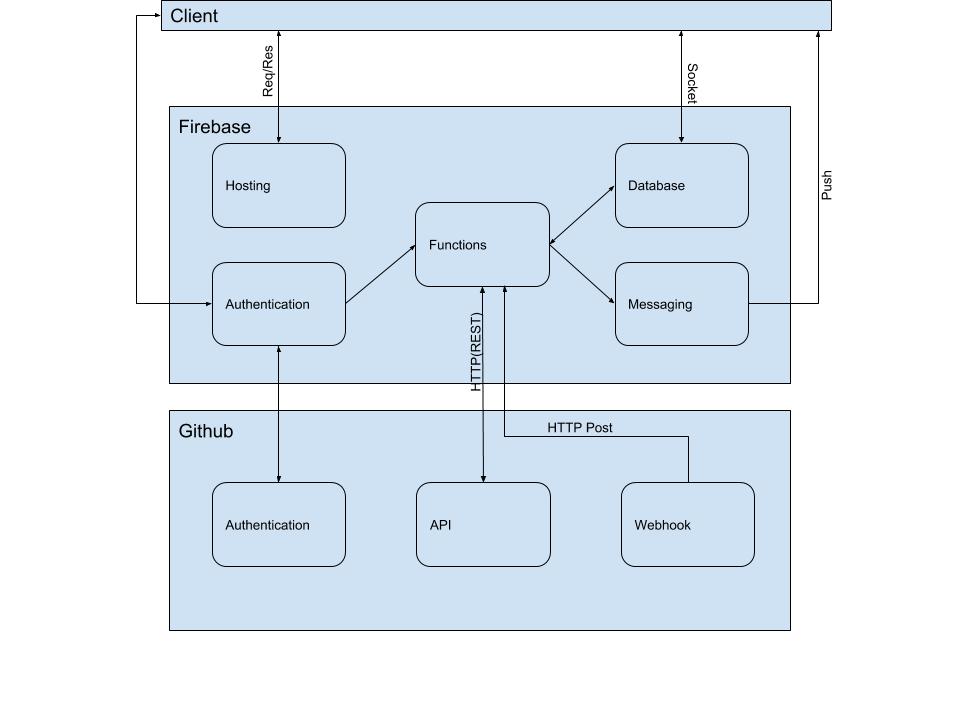 Client
Req/Res
Socket
Firebase
Hosting
Database
Push
Functions
Authentication
Messaging
HTTP(REST)
Github
HTTP Post
Authentication
API
Webhook